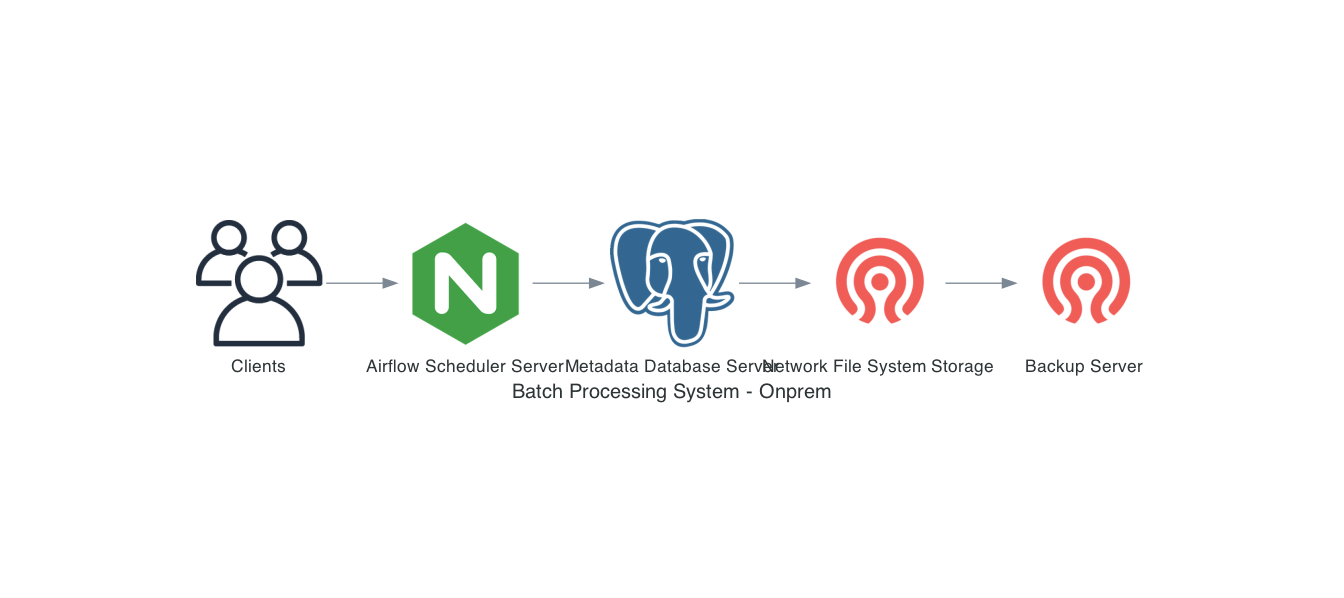 N
Clients
Airflow Scheduler Server
Metadata Database Server
Network File System Storage
Backup Server
Batch Processing System - Onprem